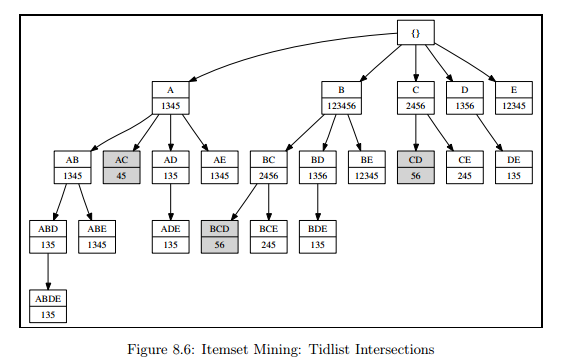 {}
A B C D E
1345 123456 2456 1356 12345
AB AC AD AE BC BD BE CD CE DE
1345 45 135 1345 2456 1356 12345 56 245 135
ABD ABE ADE BCD BCE BDE
135 1345 135 56 245 135
ABDE
135
Figure 8.6: Itemset Mining: Tidlist Intersections